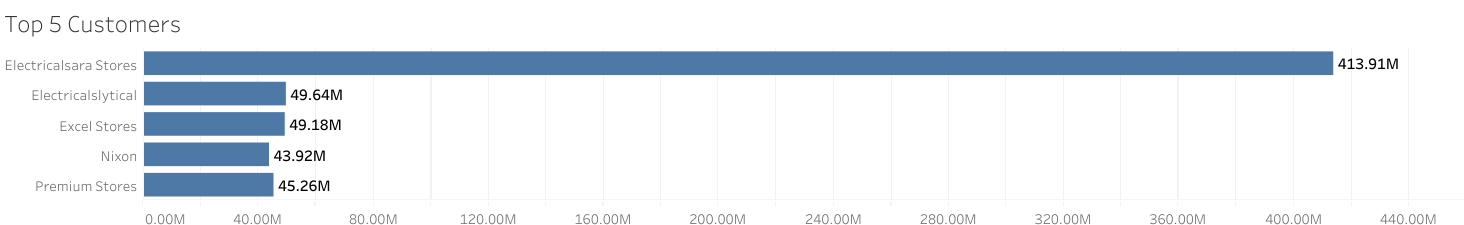 Top 5 Customers
Electricalsara Stores 413.91M
Electricalslytical 49.64M
Excel Stores 49.18M
Nixon 43.92M
Premium Stores 45.26M
0.00M 40.00M 80.00M 120.00M 160.00M 200.00M 240.00M 280.00M 320.00M 360.00M 400.00M 440.00M